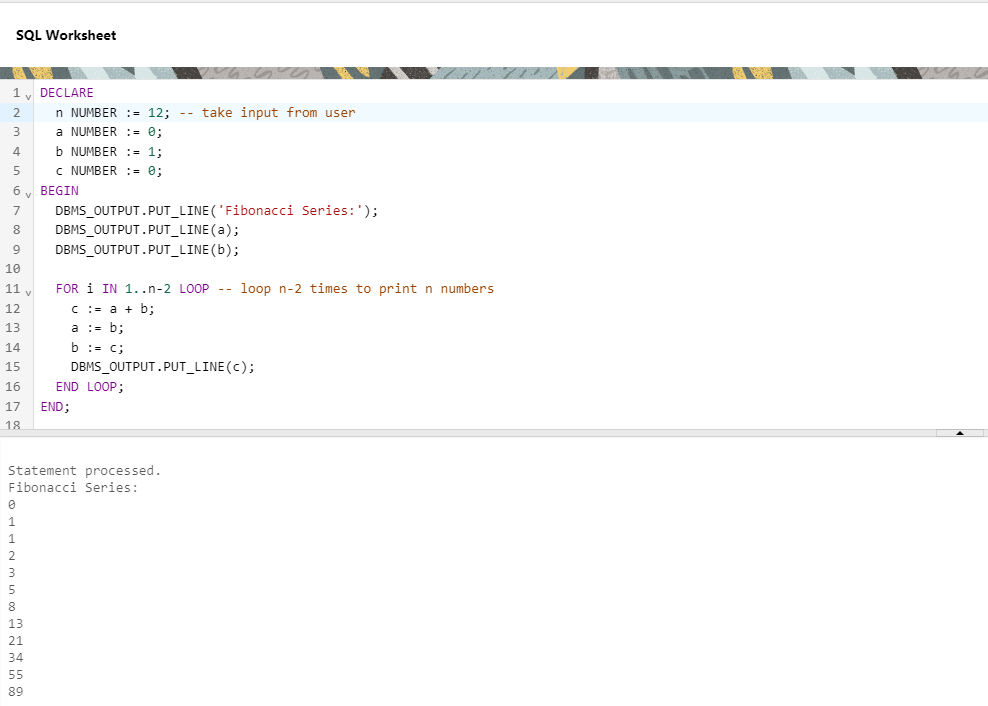 SQL Worksheet
1 DECLARE
2 n NUMBER := 12; -- take input from user
3 a NUMBER := 0;
4 b NUMBER := 1;
5 c NUMBER := 0;
6 BEGIN
7 DBMS_OUTPUT.PUT_LINE('Fibonacci Series:');
8 DBMS_OUTPUT.PUT_LINE(a);
9 DBMS_OUTPUT.PUT_LINE(b);
10
11 FOR i IN 1..n-2 LOOP -- loop n-2 times to print n numbers
12 c := a + b;
13 a := b;
14 b := c;
15 DBMS_OUTPUT.PUT_LINE(c);
16 END LOOP;
17 END;
18
Statement processed.
Fibonacci Series:
0
1
1
2
3
5
8
13
21
34
55
89